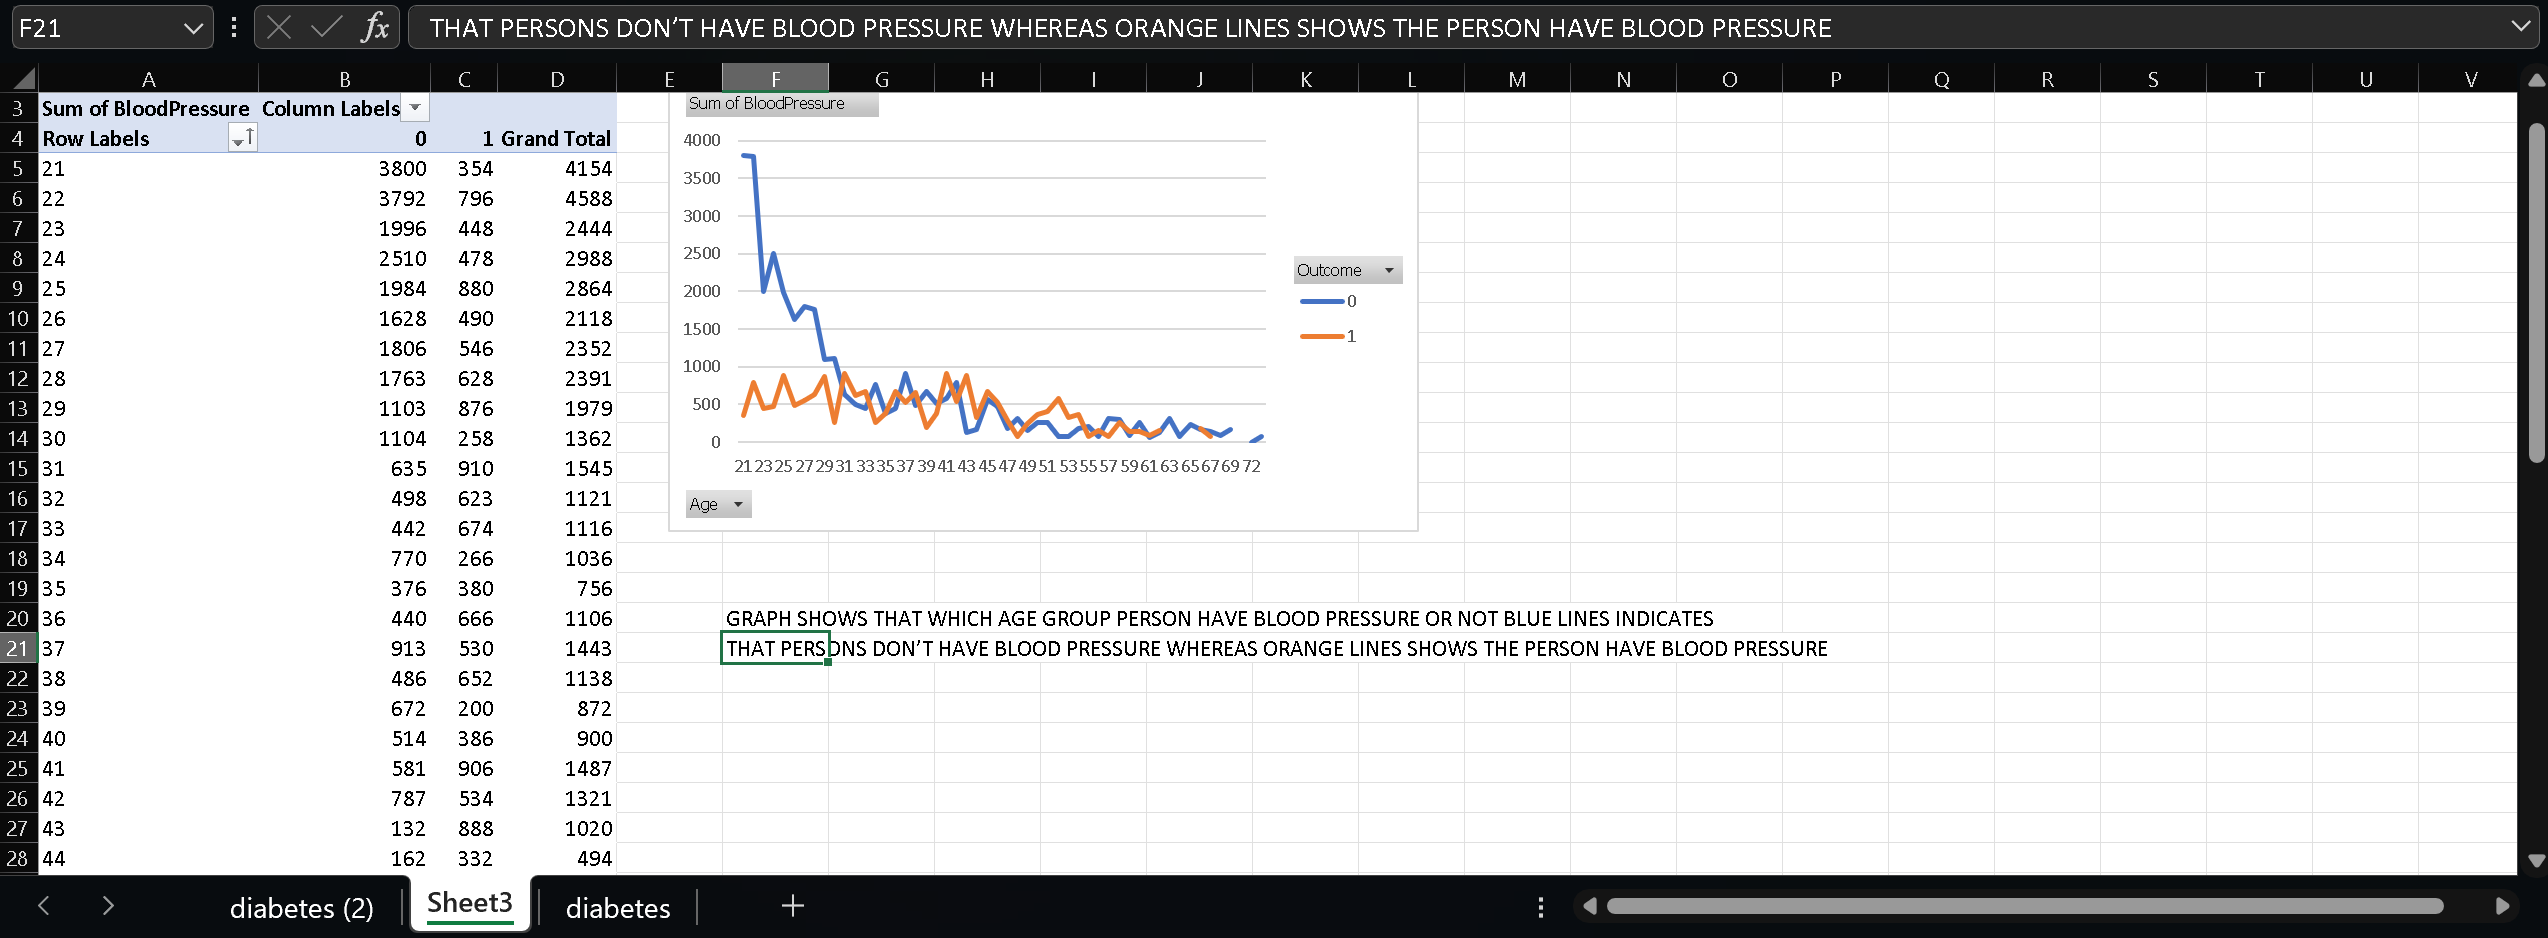 F21 fx THAT PERSONS DON’T HAVE BLOOD PRESSURE WHEREAS ORANGE LINES SHOWS THE PERSON HAVE BLOOD PRESSURE
A B C D E F G H I J K L M N O P Q R S T U V
3 Sum of BloodPressure Column Labels
4 Row Labels 0 1 Grand Total
5 21 3800 354 4154
6 22 3792 796 4588
7 23 1996 448 2444
8 24 2510 478 2988
9 25 1984 880 2864
10 26 1628 490 2118
11 27 1806 546 2352
12 28 1763 628 2391
13 29 1103 876 1979
14 30 1104 258 1362
15 31 635 910 1545
16 32 498 623 1121
17 33 442 674 1116
18 34 770 266 1036
19 35 376 380 756
20 36 440 666 1106
21 37 913 530 1443
22 38 486 652 1138
23 39 672 200 872
24 40 514 386 900
25 41 581 906 1487
26 42 787 534 1321
27 43 132 888 1020
28 44 162 332 494
Sum of BloodPressure
4000
3500
3000
2500
2000
1500
1000
500
0
21 23 25 27 29 31 33 35 37 39 41 43 45 47 49 51 53 55 57 59 61 63 65 67 69 72
Outcome
0
1
Age
GRAPH SHOWS THAT WHICH AGE GROUP PERSON HAVE BLOOD PRESSURE OR NOT BLUE LINES INDICATES
THAT PERSONS DON’T HAVE BLOOD PRESSURE WHEREAS ORANGE LINES SHOWS THE PERSON HAVE BLOOD PRESSURE
diabetes (2) Sheet3 diabetes